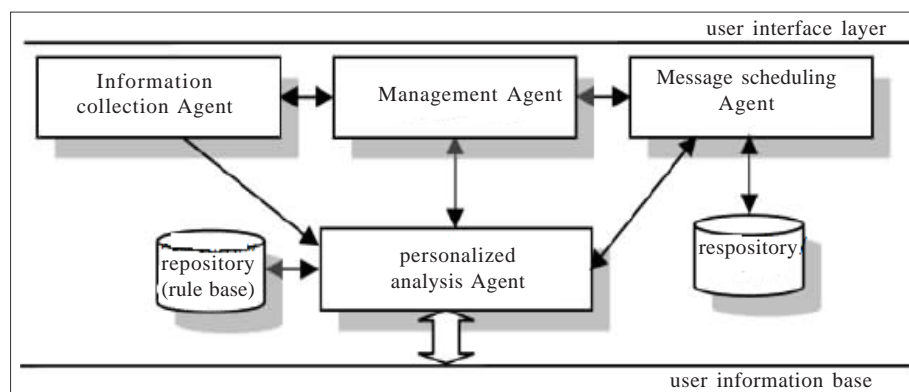 user interface layer
Information
collection Agent
Management Agent
Message scheduling
Agent
repository
(rule base)
personalized
analysis Agent
respository
user information base